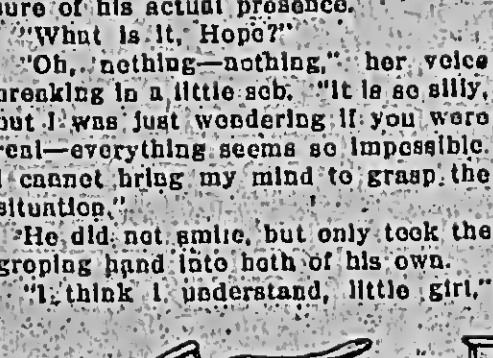 sure of his actual presence.
"What is it, Hope?"
"Oh, nothing—nothing," her voice
breaking in a little sob, "it is so silly,
but I was just wondering if you were
real—everything seems so impossible.
I cannot bring my mind to grasp the
situation."
He did not smile, but only took the
groping hand into both of his own.
"I think I understand, little girl,"